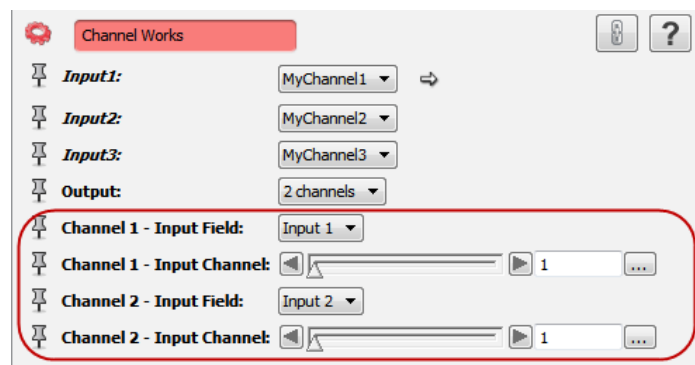 Channel Works ?
Input1: MyChannel1
Input2: MyChannel2
Input3: MyChannel3
Output: 2 channels
Channel 1 - Input Field: Input 1
Channel 1 - Input Channel: 1 ...
Channel 2 - Input Field: Input 2
Channel 2 - Input Channel: 1 ...